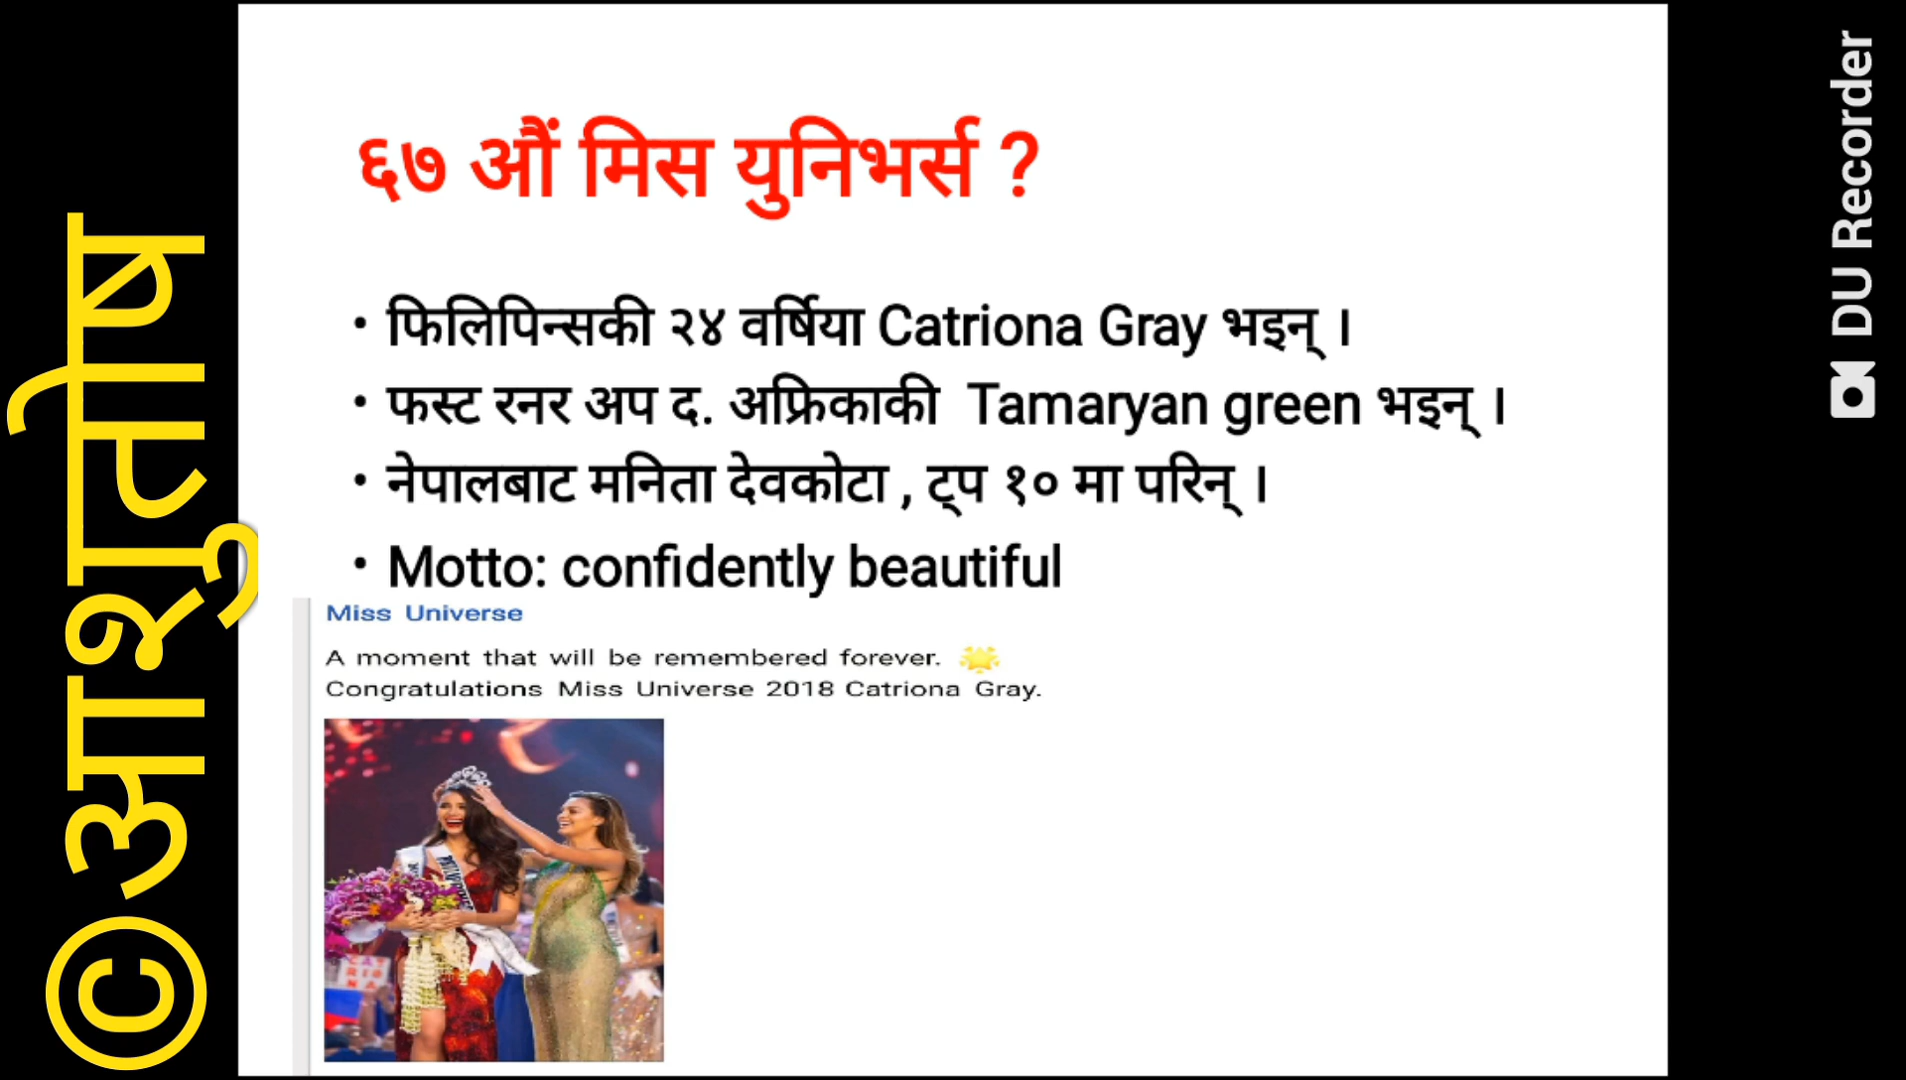 ६७ औं मिस युनिभर्स ?
• फिलिपिन्सकी २४ वर्षिया Catriona Gray भइन् ।
• फस्ट रनर अप द. अफ्रिकाकी Tamaryan green भइन् ।
• नेपालबाट मनिता देवकोटा , ट्प १० मा परिन् ।
• Motto: confidently beautiful
Miss Universe
A moment that will be remembered forever. 🌟
Congratulations Miss Universe 2018 Catriona Gray.
©आशुतोष
DU Recorder